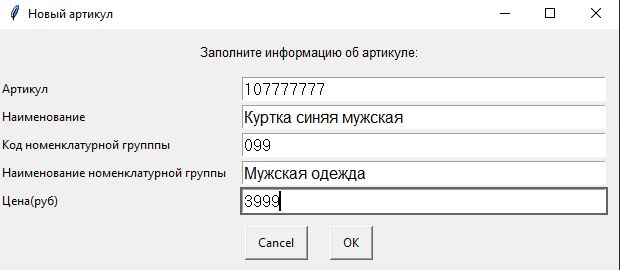 Новый артикул
Заполните информацию об артикуле:
Артикул 107777777
Наименование Куртка синяя мужская
Код номенклатурной групппы 099
Наименование номенклатурной группы Мужская одежда
Цена(руб) 3999
Cancel OK